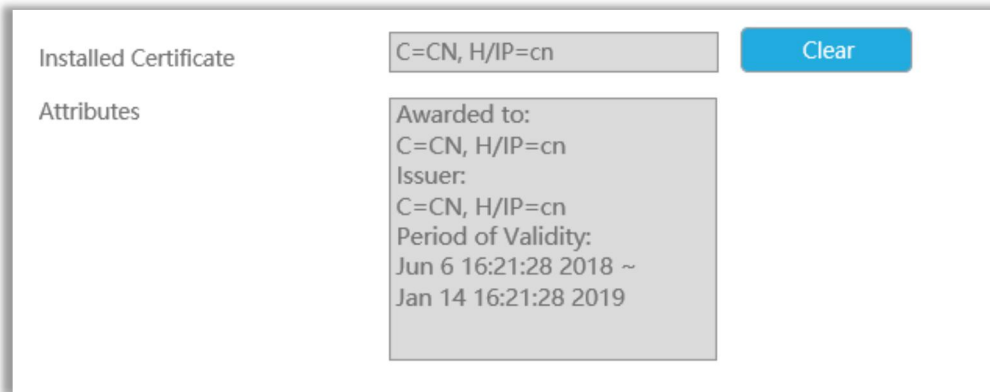 Installed Certificate
C=CN, H/IP=cn
Clear
Attributes
Awarded to:
C=CN, H/IP=cn
Issuer:
C=CN, H/IP=cn
Period of Validity:
Jun 6 16:21:28 2018 ~
Jan 14 16:21:28 2019